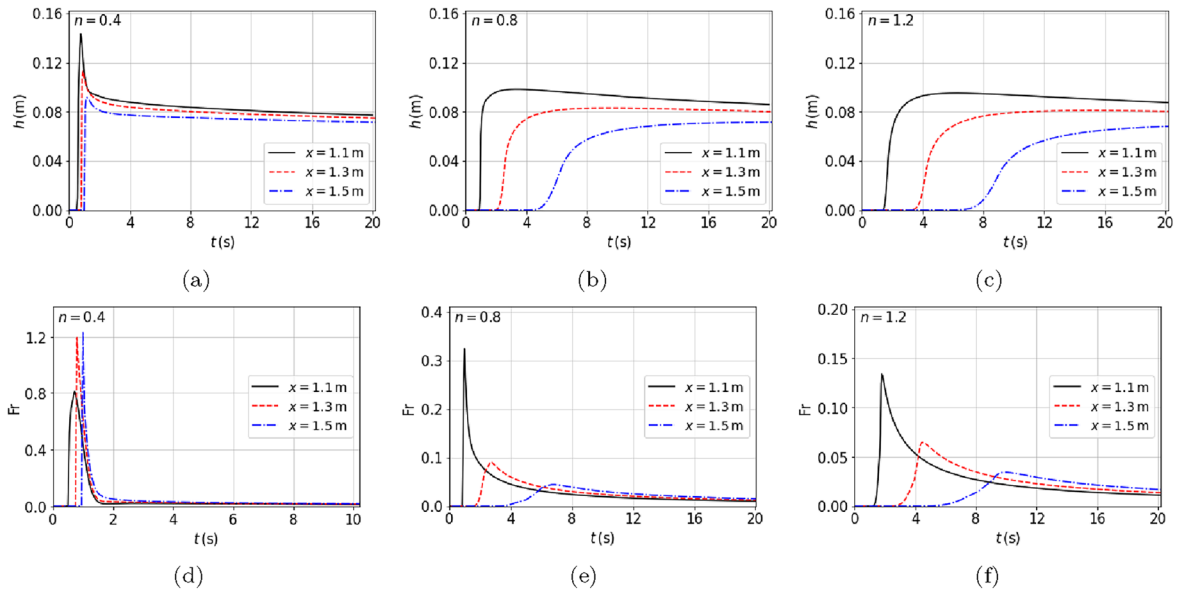 n = 0.4
h (m)
0.16
0.12
0.08
0.04
0.00
x = 1.1 m
x = 1.3 m
x = 1.5 m
0 4 8 12 16 20
t (s)
(a)
n = 0.8
h (m)
0.16
0.12
0.08
0.04
0.00
x = 1.1 m
x = 1.3 m
x = 1.5 m
0 4 8 12 16 20
t (s)
(b)
n = 1.2
h (m)
0.16
0.12
0.08
0.04
0.00
x = 1.1 m
x = 1.3 m
x = 1.5 m
0 4 8 12 16 20
t (s)
(c)
n = 0.4
Fr
1.2
0.8
0.4
0.0
x = 1.1 m
x = 1.3 m
x = 1.5 m
0 2 4 6 8 10
t (s)
(d)
n = 0.8
Fr
0.4
0.3
0.2
0.1
0.0
x = 1.1 m
x = 1.3 m
x = 1.5 m
0 4 8 12 16 20
t (s)
(e)
n = 1.2
Fr
0.20
0.15
0.10
0.05
0.00
x = 1.1 m
x = 1.3 m
x = 1.5 m
0 4 8 12 16 20
t (s)
(f)